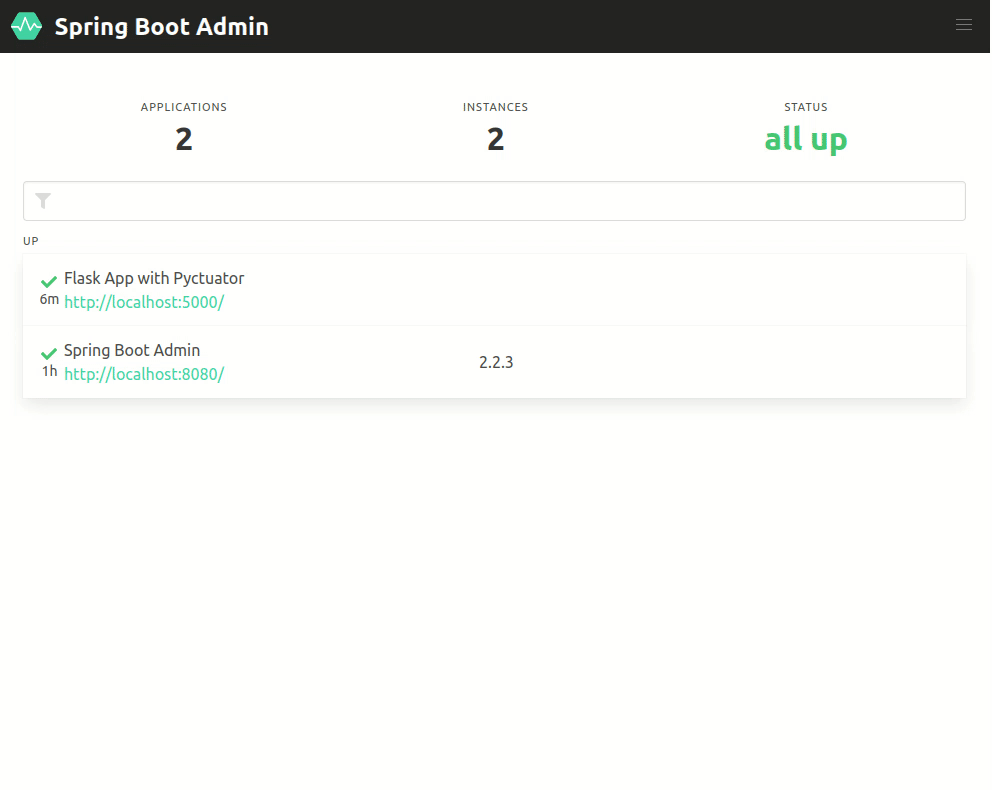 Spring Boot Admin
APPLICATIONS
2
INSTANCES
2
STATUS
all up
UP
Flask App with Pyctuator
6m http://localhost:5000/
Spring Boot Admin
2.2.3
1h http://localhost:8080/